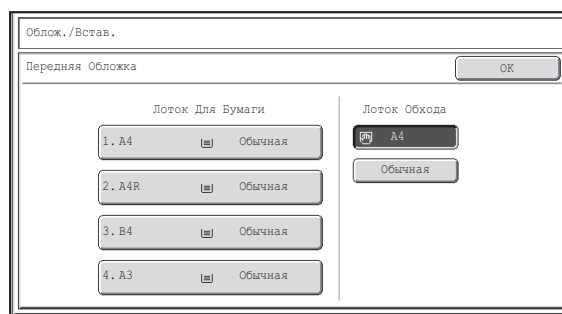 Облож./Встав.
Передняя Обложка
OK
Лоток Для Бумаги
Лоток Обхода
1. A4 Обычная
A4
2. A4R Обычная
Обычная
3. B4 Обычная
4. A3 Обычная